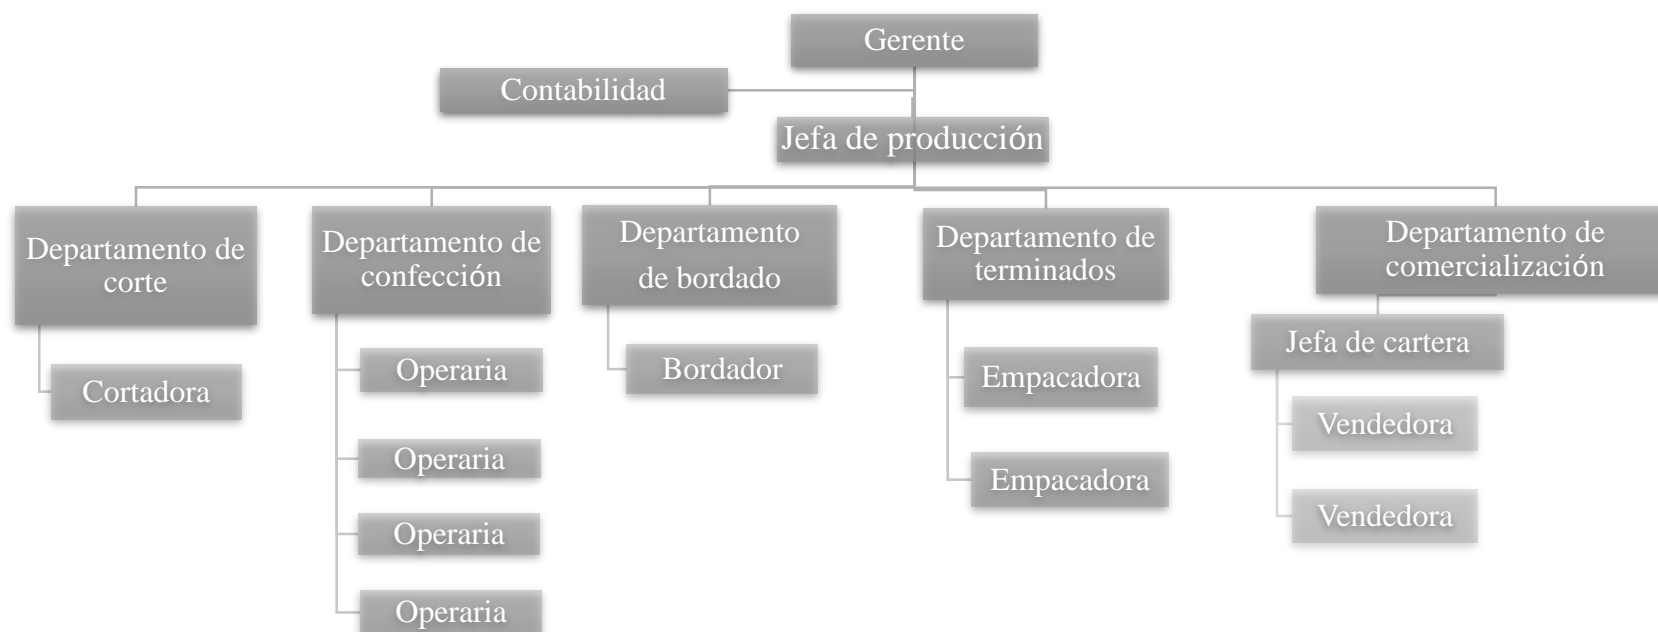 Gerente
Contabilidad
Jefa de producción
Departamento de
corte
Cortadora
Departamento de
confección
Operaria
Operaria
Operaria
Operaria
Departamento
de bordado
Bordador
Departamento de
terminados
Empacadora
Empacadora
Departamento de
comercialización
Jefa de cartera
Vendedora
Vendedora